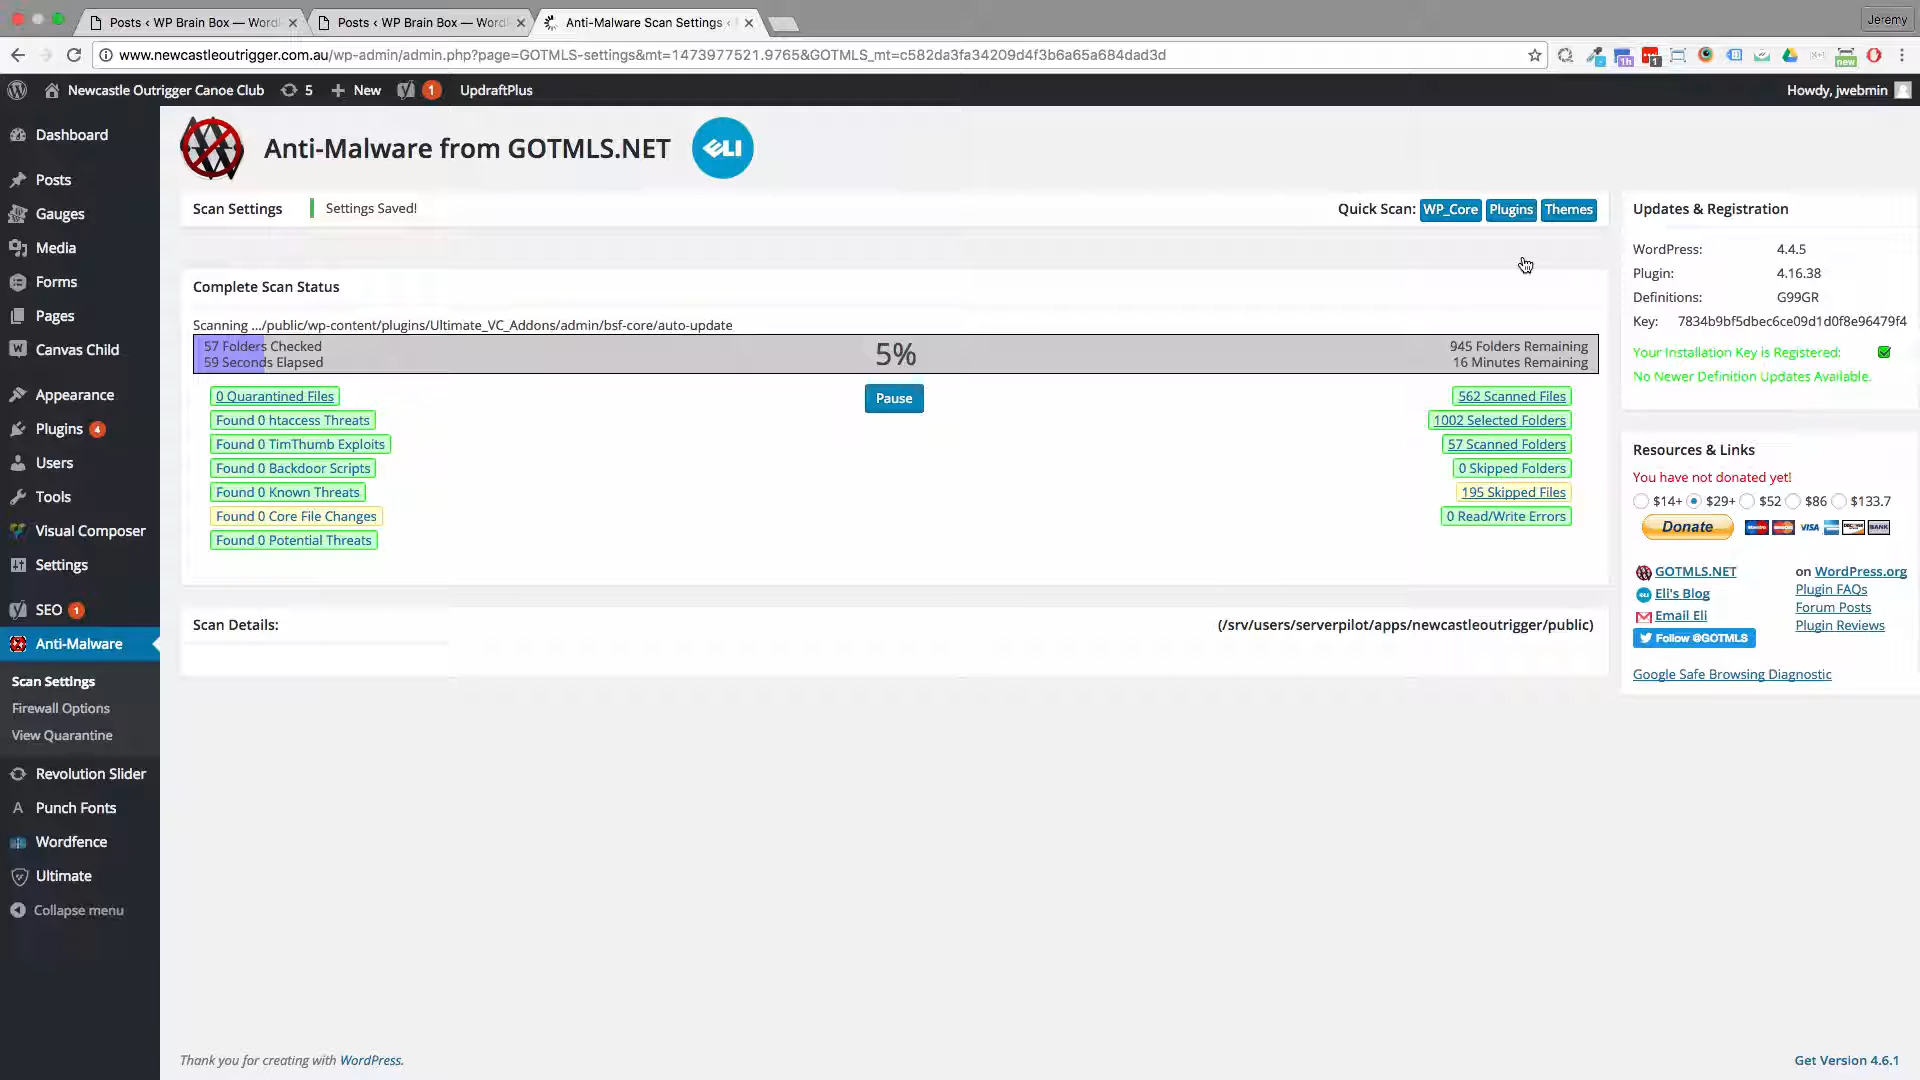 Posts ‹ WP Brain Box — Word
Posts ‹ WP Brain Box — Word
Anti-Malware Scan Settings ‹
Jeremy
www.newcastleoutrigger.com.au/wp-admin/admin.php?page=GOTMLS-settings&mt=1473977521.9765&GOTMLS_mt=c582da3fa34209d4f3b6a65a684dad3d
1h
1
new
Newcastle Outrigger Canoe Club
5
New
1
UpdraftPlus
Howdy, jwebmin
Dashboard
Posts
Gauges
Media
Forms
Pages
Canvas Child
Appearance
Plugins 4
Users
Tools
Visual Composer
Settings
SEO 1
Anti-Malware
Scan Settings
Firewall Options
View Quarantine
Revolution Slider
Punch Fonts
Wordfence
Ultimate
Collapse menu
Anti-Malware from GOTMLS.NET
ELI
Scan Settings
Settings Saved!
Quick Scan: WP_Core Plugins Themes
Complete Scan Status
Scanning .../public/wp-content/plugins/Ultimate_VC_Addons/admin/bsf-core/auto-update
57 Folders Checked
59 Seconds Elapsed
5%
945 Folders Remaining
16 Minutes Remaining
Pause
0 Quarantined Files
Found 0 htaccess Threats
Found 0 TimThumb Exploits
Found 0 Backdoor Scripts
Found 0 Known Threats
Found 0 Core File Changes
Found 0 Potential Threats
562 Scanned Files
1002 Selected Folders
57 Scanned Folders
0 Skipped Folders
195 Skipped Files
0 Read/Write Errors
Scan Details:
(/srv/users/serverpilot/apps/newcastleoutrigger/public)
Updates & Registration
WordPress: 4.4.5
Plugin: 4.16.38
Definitions: G99GR
Key: 7834b9bf5dbec6ce09d1d0f8e96479f4
Your Installation Key is Registered:
No Newer Definition Updates Available.
Resources & Links
You have not donated yet!
$14+ $29+ $52 $86 $133.7
Donate
VISA
BANK
GOTMLS.NET
Eli's Blog
Email Eli
Follow @GOTMLS
on WordPress.org
Plugin FAQs
Forum Posts
Plugin Reviews
Google Safe Browsing Diagnostic
Thank you for creating with WordPress.
Get Version 4.6.1